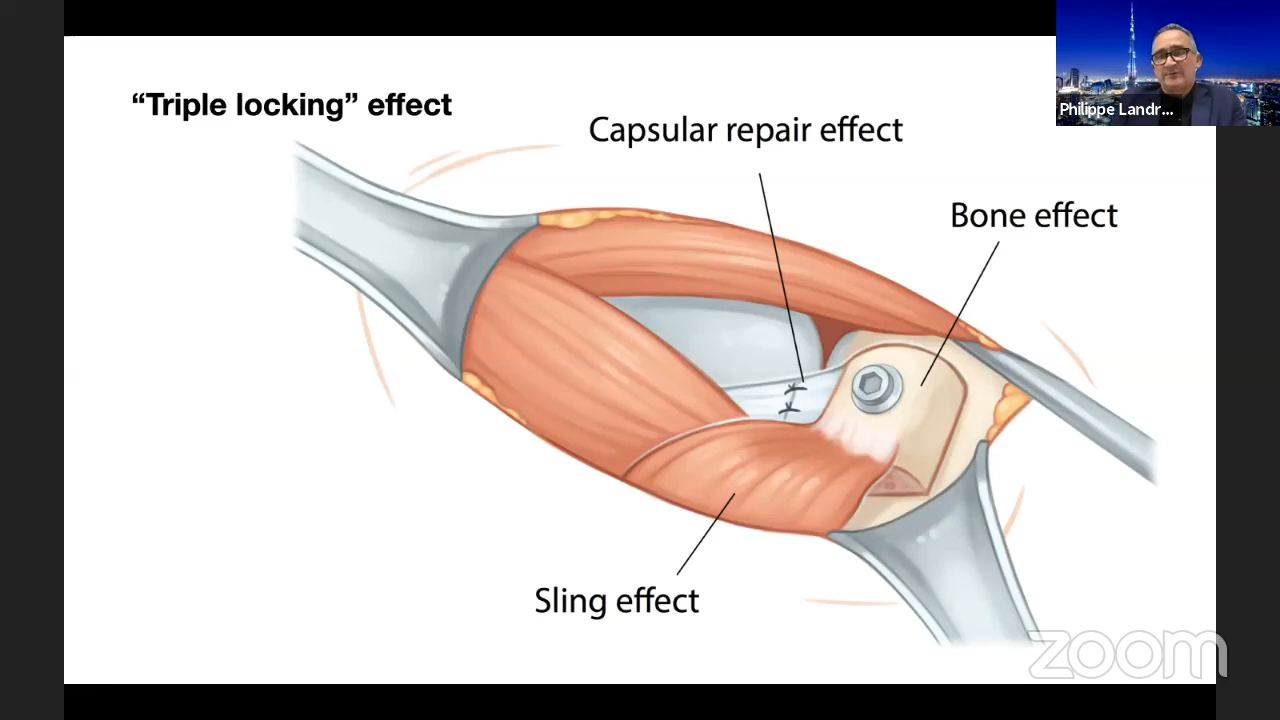 “Triple locking” effect
Capsular repair effect
Bone effect
Sling effect
Philippe Landr...
zoom